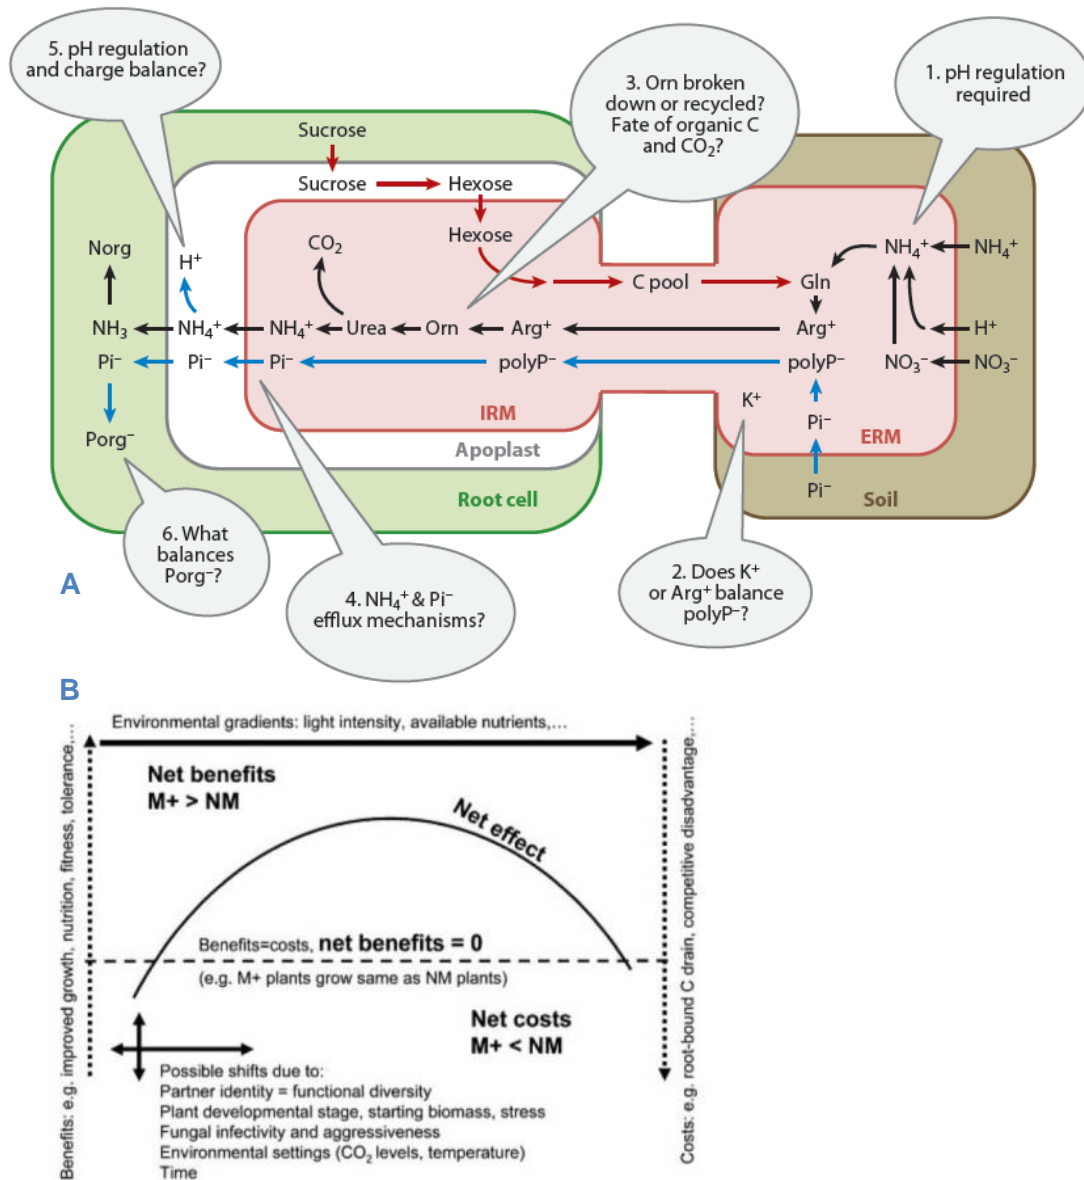 5. pH regulation
and charge balance?
3. Orn broken
down or recycled?
Fate of organic C
and CO₂?
1. pH regulation
required
Sucrose
Sucrose
Hexose
Hexose
CO₂
Norg
H⁺
C pool
Gln
NH₄⁺
NH₄⁺
NH₃
NH₄⁺
NH₄⁺
Urea
Orn
Arg⁺
Arg⁺
H⁺
Pi⁻
Pi⁻
Pi⁻
polyP⁻
polyP⁻
NO₃⁻
NO₃⁻
K⁺
Pi⁻
IRM
ERM
Porg⁻
Apoplast
Root cell
Pi⁻
Soil
6. What
balances
Porg⁻?
4. NH₄⁺ & Pi⁻
efflux mechanisms?
2. Does K⁺
or Arg⁺ balance
polyP⁻?
A
B
Environmental gradients: light intensity, available nutrients,...
Benefits: e.g. improved growth, nutrition, fitness, tolerance,...
Net benefits
M+ > NM
Net effect
Benefits=costs, net benefits = 0
(e.g. M+ plants grow same as NM plants)
Net costs
M+ < NM
Possible shifts due to:
Partner identity = functional diversity
Plant developmental stage, starting biomass, stress
Fungal infectivity and aggressiveness
Environmental settings (CO₂ levels, temperature)
Time
Costs: e.g. root-bound C drain, competitive disadvantage,...